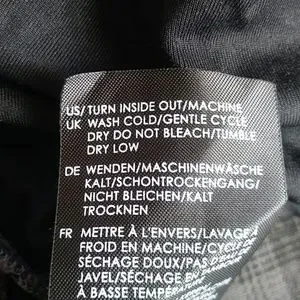 US/ TURN INSIDE OUT/MACHINE
UK WASH COLD/GENTLE CYCLE
DRY DO NOT BLEACH/TUMBLE
DRY LOW
DE WENDEN/MASCHINENWÄSCHE
KALT/SCHONTROCKENGANG/
NICHT BLEICHEN/KALT
TROCKNEN
FR METTRE À L'ENVERS/LAVAGE À
FROID EN MACHINE/CYCLE
SÉCHAGE DOUX/PAS D'EAU
JAVEL/SÉCHAGE EN
À BASSE TEMPÉR